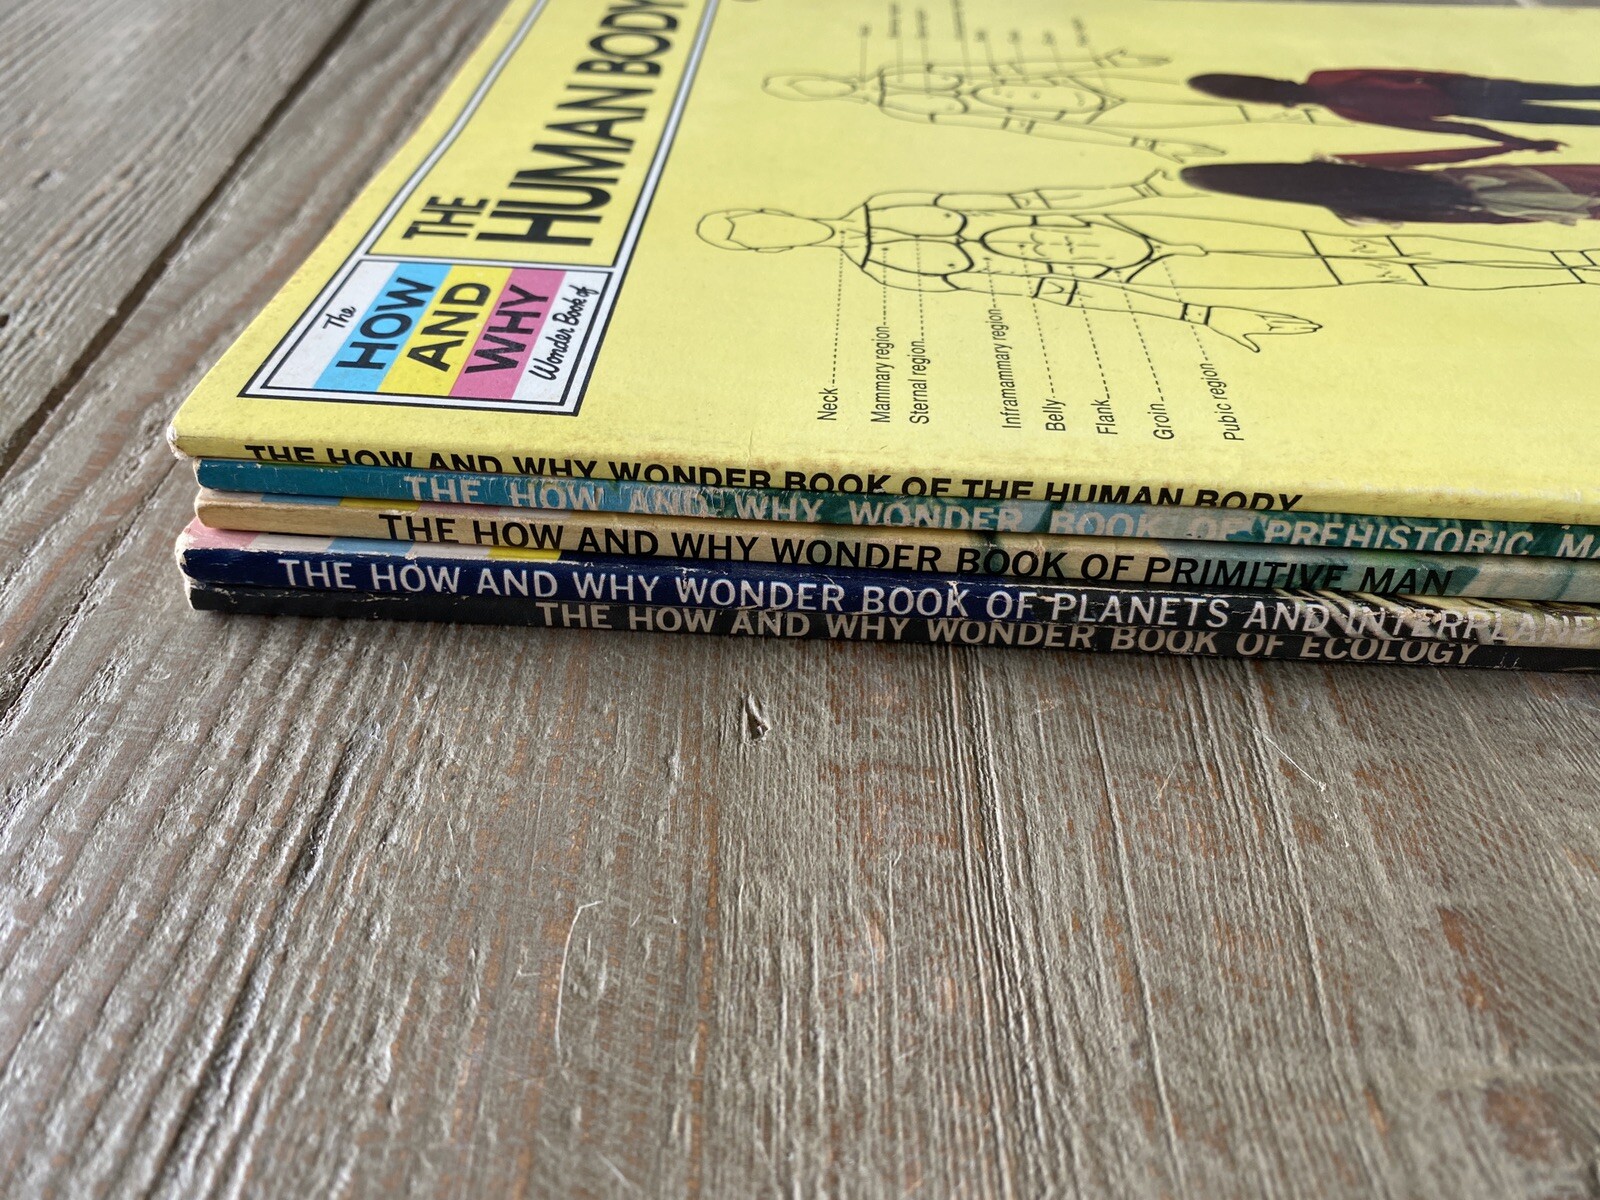 The
HOW
AND
WHY
Wonder Book of
THE
HUMAN BODY
Neck
Mammary region
Sternal region
Inframammary region
Belly
Flank
Groin
Pubic region
THE HOW AND WHY WONDER BOOK OF THE HUMAN BODY
THE HOW AND WHY WONDER BOOK OF PREHISTORIC MA
THE HOW AND WHY WONDER BOOK OF PRIMITIVE MAN
THE HOW AND WHY WONDER BOOK OF PLANETS AND INTERPLANE
THE HOW AND WHY WONDER BOOK OF ECOLOGY